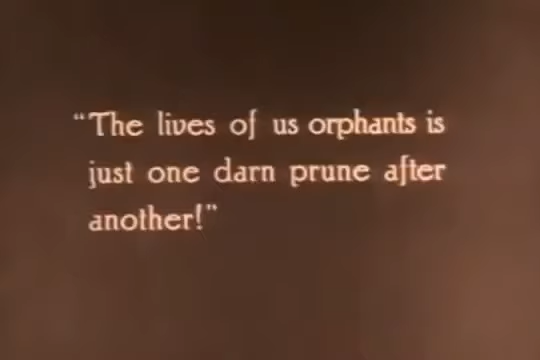 “The lives of us orphants is
just one darn prune after
another!”